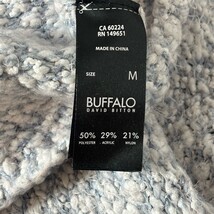 CA 60224
RN 149651
MADE IN CHINA
SIZE M
BUFFALO
DAVID BITTON
50% 29% 21%
POLYESTER ACRYLIC NYLON